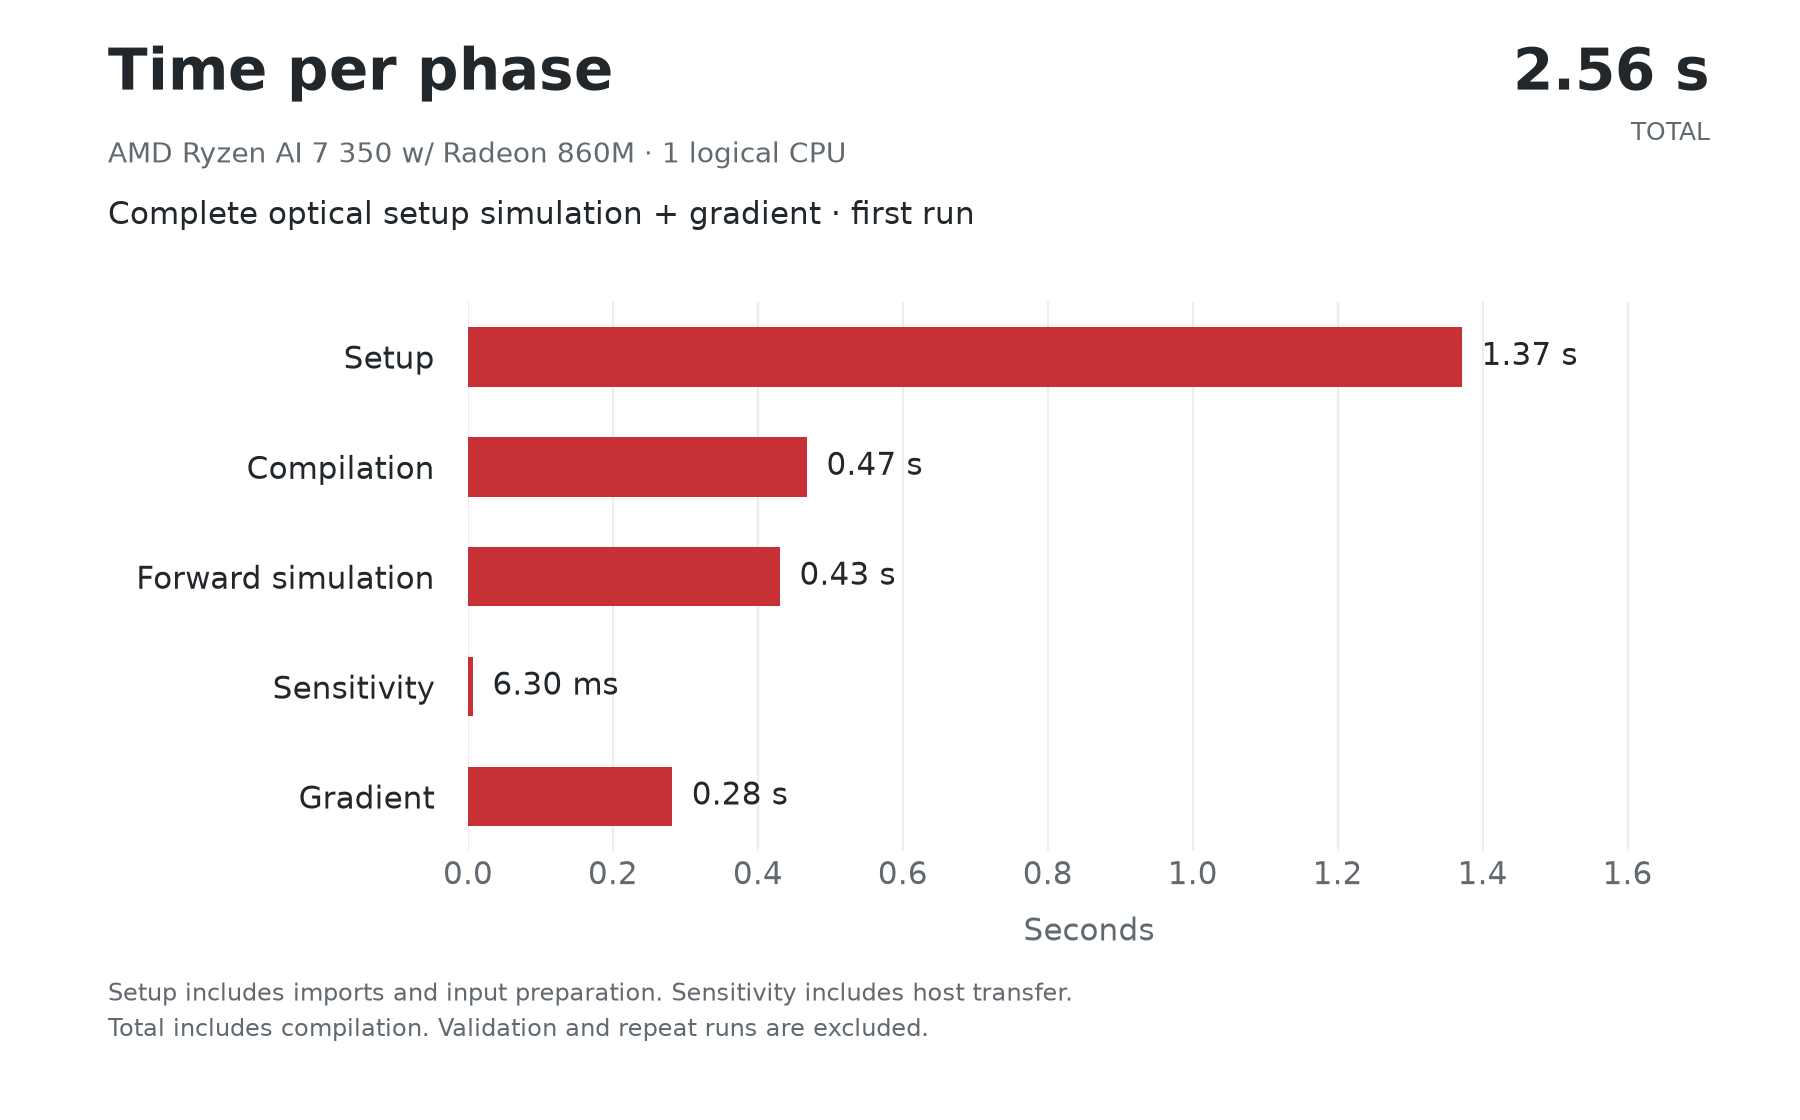 Time per phase
2.56 s
TOTAL
AMD Ryzen AI 7 350 w/ Radeon 860M · 1 logical CPU
Complete optical setup simulation + gradient · first run
Setup
1.37 s
Compilation
0.47 s
Forward simulation
0.43 s
Sensitivity
6.30 ms
Gradient
0.28 s
0.0 0.2 0.4 0.6 0.8 1.0 1.2 1.4 1.6
Seconds
Setup includes imports and input preparation. Sensitivity includes host transfer.
Total includes compilation. Validation and repeat runs are excluded.